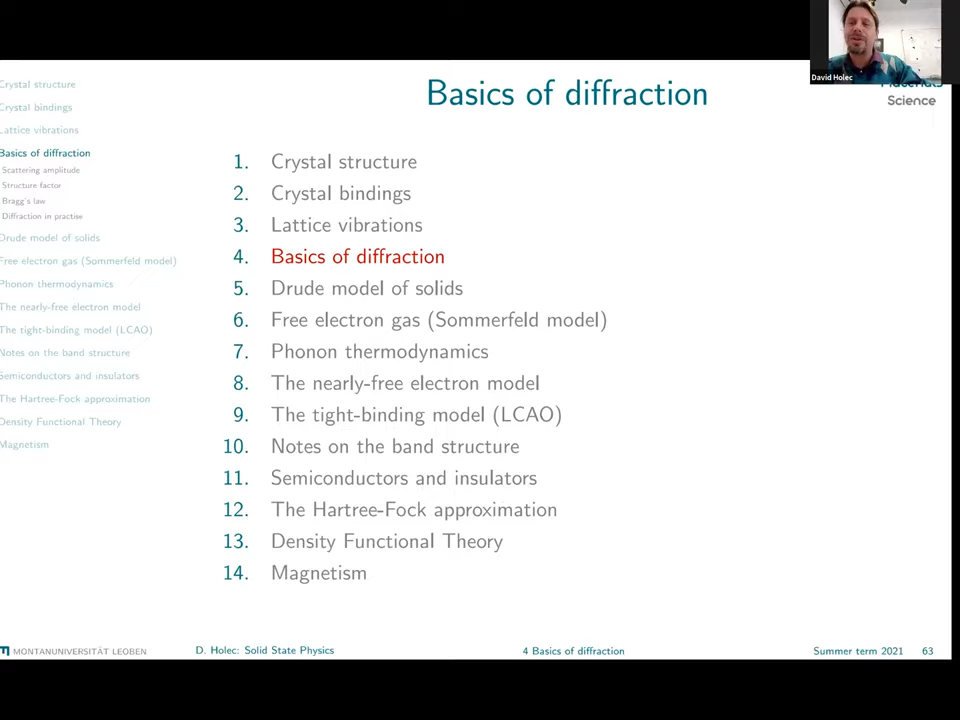 David Holec
Materials
Science
Basics of diffraction
Crystal structure
Crystal bindings
Lattice vibrations
Basics of diffraction
Scattering amplitude
Structure factor
Bragg's law
Diffraction in practise
Drude model of solids
Free electron gas (Sommerfeld model)
Phonon thermodynamics
The nearly-free electron model
The tight-binding model (LCAO)
Notes on the band structure
Semiconductors and insulators
The Hartree-Fock approximation
Density Functional Theory
Magnetism
1. Crystal structure
2. Crystal bindings
3. Lattice vibrations
4. Basics of diffraction
5. Drude model of solids
6. Free electron gas (Sommerfeld model)
7. Phonon thermodynamics
8. The nearly-free electron model
9. The tight-binding model (LCAO)
10. Notes on the band structure
11. Semiconductors and insulators
12. The Hartree-Fock approximation
13. Density Functional Theory
14. Magnetism
MONTANUNIVERSITÄT LEOBEN D. Holec: Solid State Physics 4 Basics of diffraction Summer term 2021 63